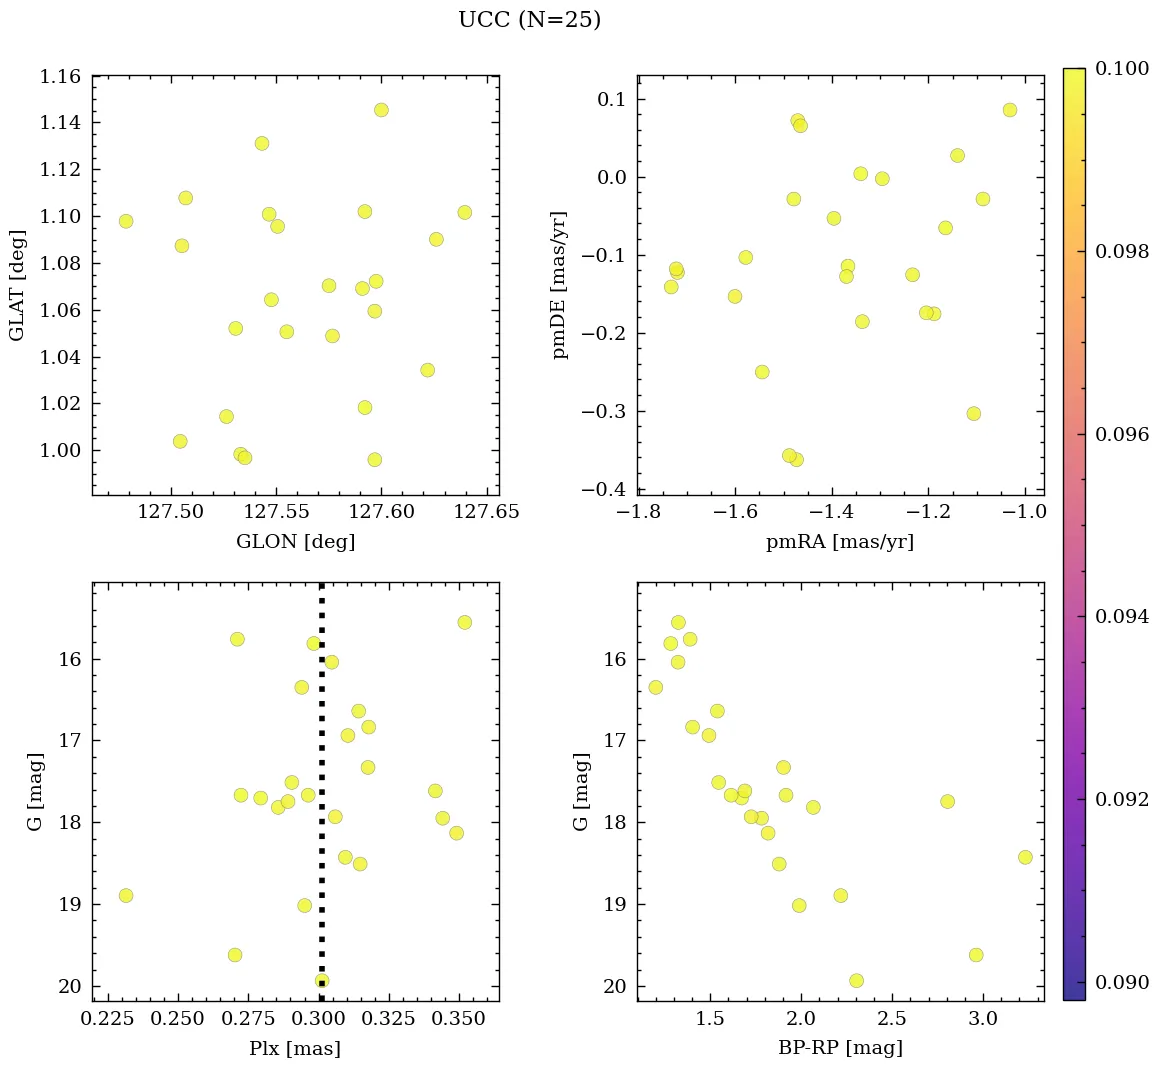 UCC (N=25)
1.16
1.14
1.12
1.10
1.08
1.06
1.04
1.02
1.00
GLAT [deg]
127.50 127.55 127.60 127.65
GLON [deg]
0.1
0.0
−0.1
−0.2
−0.3
−0.4
pmDE [mas/yr]
−1.8 −1.6 −1.4 −1.2 −1.0
pmRA [mas/yr]
16
17
18
19
20
G [mag]
0.225 0.250 0.275 0.300 0.325 0.350
Plx [mas]
16
17
18
19
20
G [mag]
1.5 2.0 2.5 3.0
BP-RP [mag]
0.100
0.098
0.096
0.094
0.092
0.090